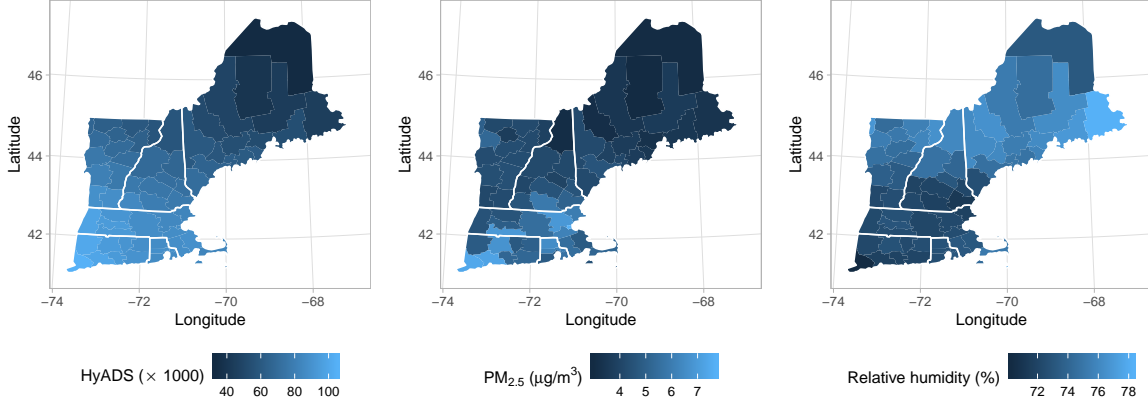 Latitude
46
44
42
−74 −72 −70 −68
Longitude
HyADS (× 1000)
40 60 80 100
Latitude
46
44
42
−74 −72 −70 −68
Longitude
PM2.5 (μg/m³)
4 5 6 7
Latitude
46
44
42
−74 −72 −70 −68
Longitude
Relative humidity (%)
72 74 76 78